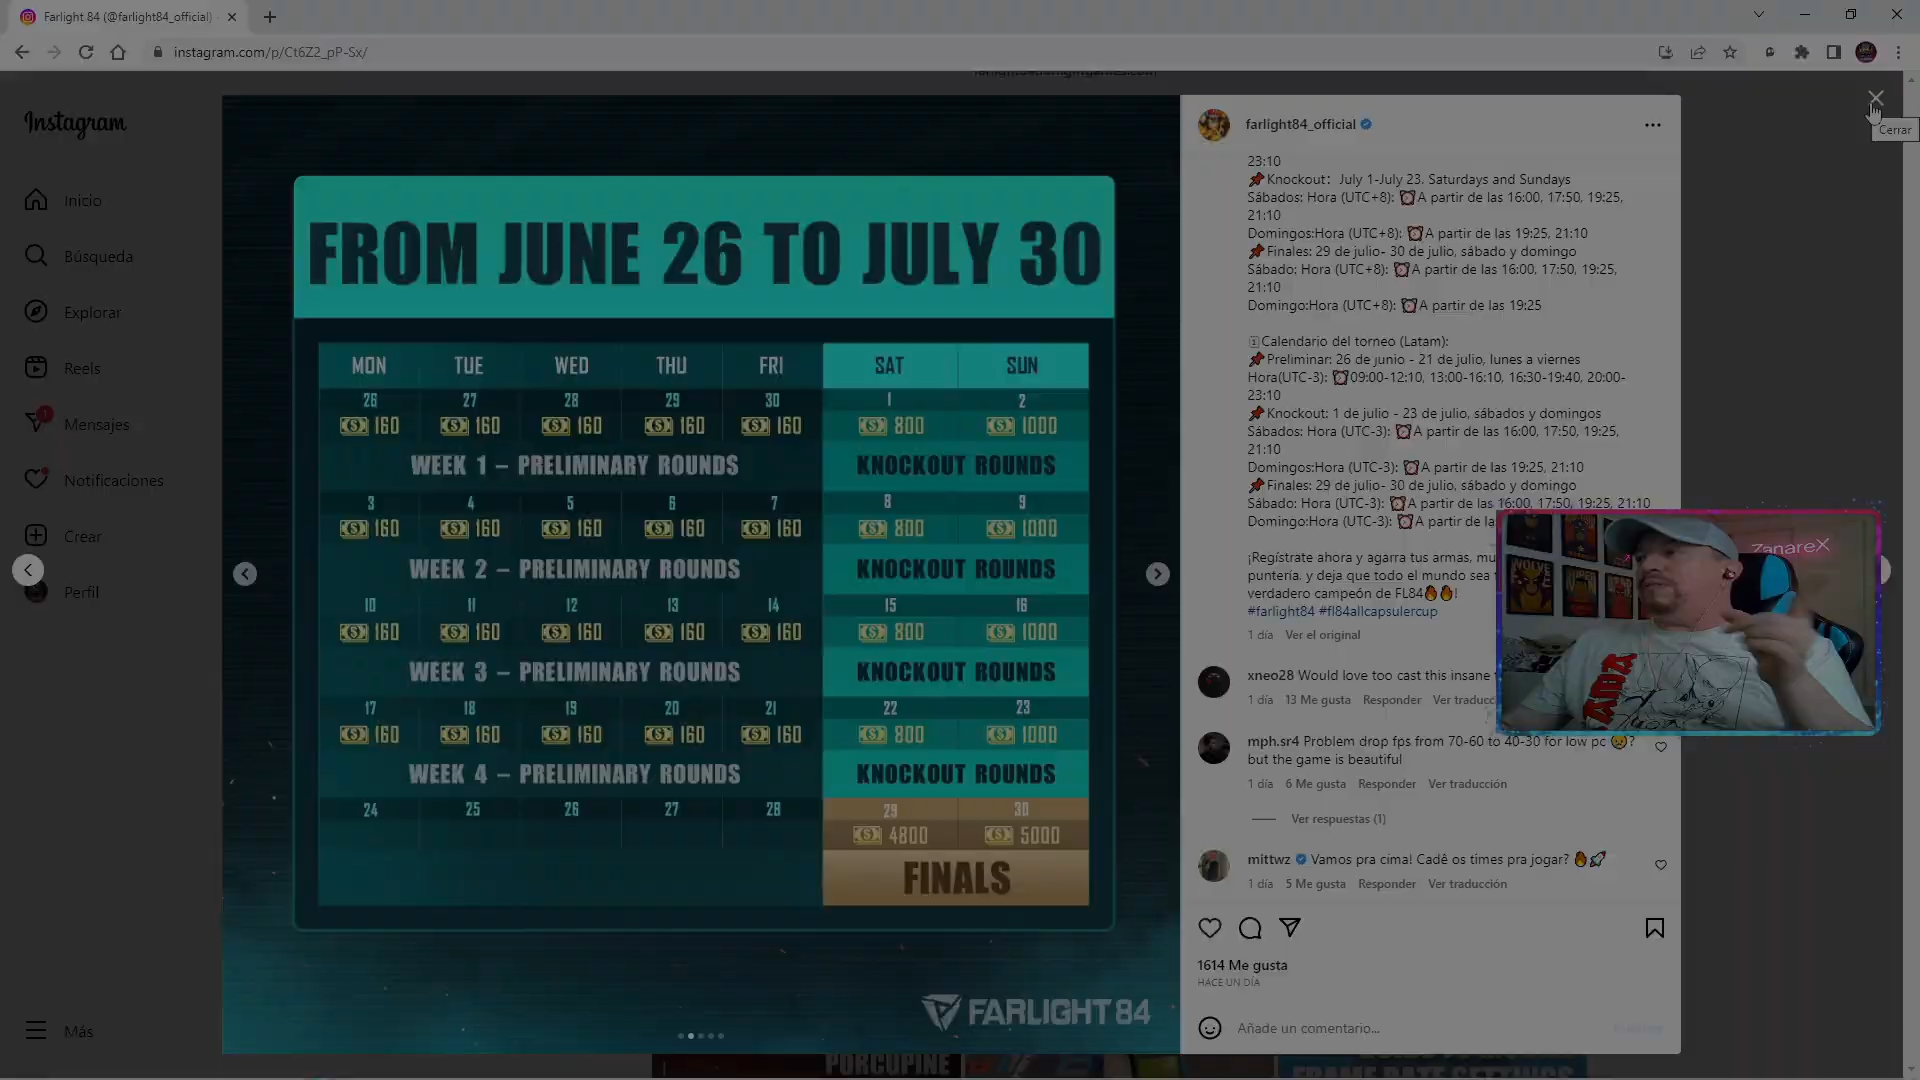 Farlight 84 (@farlight84_official)
instagram.com/p/Ct6Z2_pP-Sx/
Instagram
Inicio
Búsqueda
Explorar
Reels
1
Mensajes
Notificaciones
Crear
Perfil
Más
FROM JUNE 26 TO JULY 30
MON TUE WED THU FRI SAT SUN
26 27 28 29 30 1 2
160 160 160 160 160 800 1000
WEEK 1 – PRELIMINARY ROUNDS KNOCKOUT ROUNDS
3 4 5 6 7 8 9
160 160 160 160 160 800 1000
WEEK 2 – PRELIMINARY ROUNDS KNOCKOUT ROUNDS
10 11 12 13 14 15 16
160 160 160 160 160 800 1000
WEEK 3 – PRELIMINARY ROUNDS KNOCKOUT ROUNDS
17 18 19 20 21 22 23
160 160 160 160 160 800 1000
WEEK 4 – PRELIMINARY ROUNDS KNOCKOUT ROUNDS
24 25 26 27 28 29 30
4800 5000
FINALS
FARLIGHT 84
farlight84_official
Cerrar
23:10
📌Knockout: July 1-July 23. Saturdays and Sundays
Sábados: Hora (UTC+8): ⏰A partir de las 16:00, 17:50, 19:25,
21:10
Domingos:Hora (UTC+8): ⏰A partir de las 19:25, 21:10
📌Finales: 29 de julio- 30 de julio, sábado y domingo
Sábado: Hora (UTC+8): ⏰A partir de las 16:00, 17:50, 19:25,
21:10
Domingo:Hora (UTC+8): ⏰A partir de las 19:25
Calendario del torneo (Latam):
📌Preliminar: 26 de junio - 21 de julio, lunes a viernes
Hora(UTC-3): ⏰09:00-12:10, 13:00-16:10, 16:30-19:40, 20:00-
23:10
📌Knockout: 1 de julio - 23 de julio, sábados y domingos
Sábados: Hora (UTC-3): ⏰A partir de las 16:00, 17:50, 19:25,
21:10
Domingos:Hora (UTC-3): ⏰A partir de las 19:25, 21:10
📌Finales: 29 de julio- 30 de julio, sábado y domingo
Sábado: Hora (UTC-3): ⏰A partir de las 16:00, 17:50, 19:25, 21:10
Domingo:Hora (UTC-3): ⏰A partir de las
¡Regístrate ahora y agarra tus armas,
puntería, y deja que todo el mundo sea
verdadero campeón de FL84🔥🔥!
#farlight84 #fl84allcapsulercup
1 día Ver el original
ZanareX
xneo28 Would love too cast this insane
1 día 13 Me gusta Responder Ver
mph.sr4 Problem drop fps from 70-60 to 40-30 for low pc 😢?
but the game is beautiful
1 día 6 Me gusta Responder Ver traducción
Ver respuestas (1)
mittwz Vamos pra cima! Cadê os times pra jogar? 🔥🚀
1 día 5 Me gusta Responder Ver traducción
1614 Me gusta
HACE UN DÍA
Añade un comentario...
Publicar
PORCUPINE
FRAME RATE SETTINGS